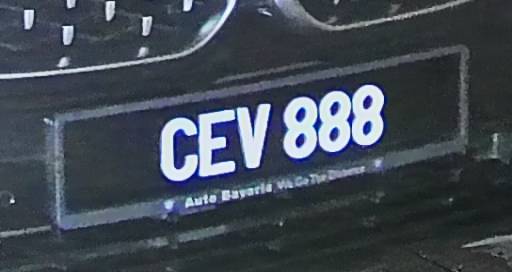 CEV 888
Auto Bavaria We Go The Distance